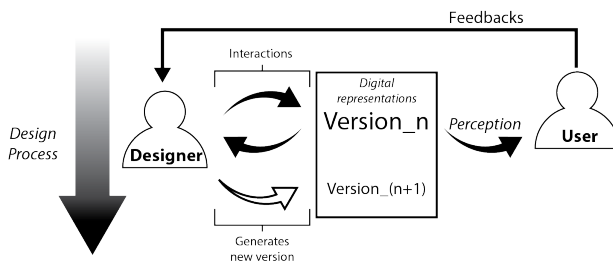 Feedbacks
Interactions
Digital
representations
Version_n
Perception
Design
Process
Designer
User
Version_(n+1)
Generates
new version